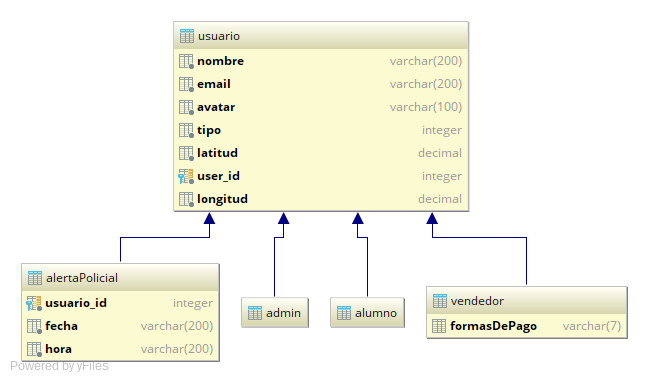 usuario
nombre varchar(200)
email varchar(200)
avatar varchar(100)
tipo integer
latitud decimal
user_id integer
longitud decimal
alertaPolicial
usuario_id integer
fecha varchar(200)
hora varchar(200)
admin
alumno
vendedor
formasDePago varchar(7)
Powered by yFiles